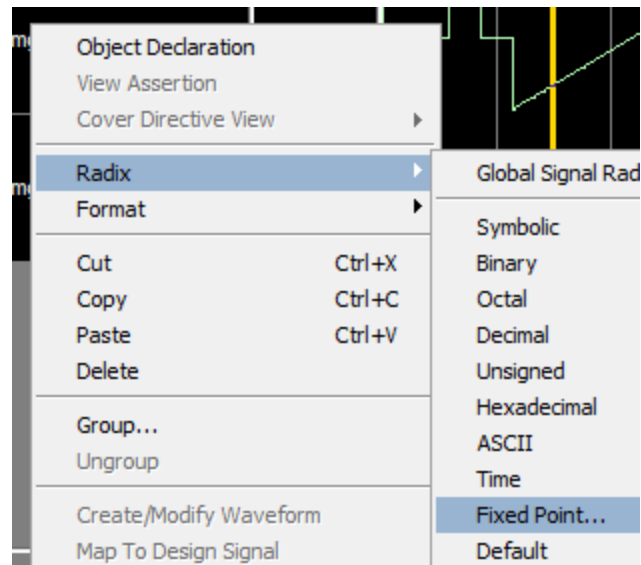 Object Declaration
View Assertion
Cover Directive View
Radix
Format
Cut Ctrl+X
Copy Ctrl+C
Paste Ctrl+V
Delete
Group...
Ungroup
Create/Modify Waveform
Map To Design Signal
Global Signal Rad
Symbolic
Binary
Octal
Decimal
Unsigned
Hexadecimal
ASCII
Time
Fixed Point...
Default